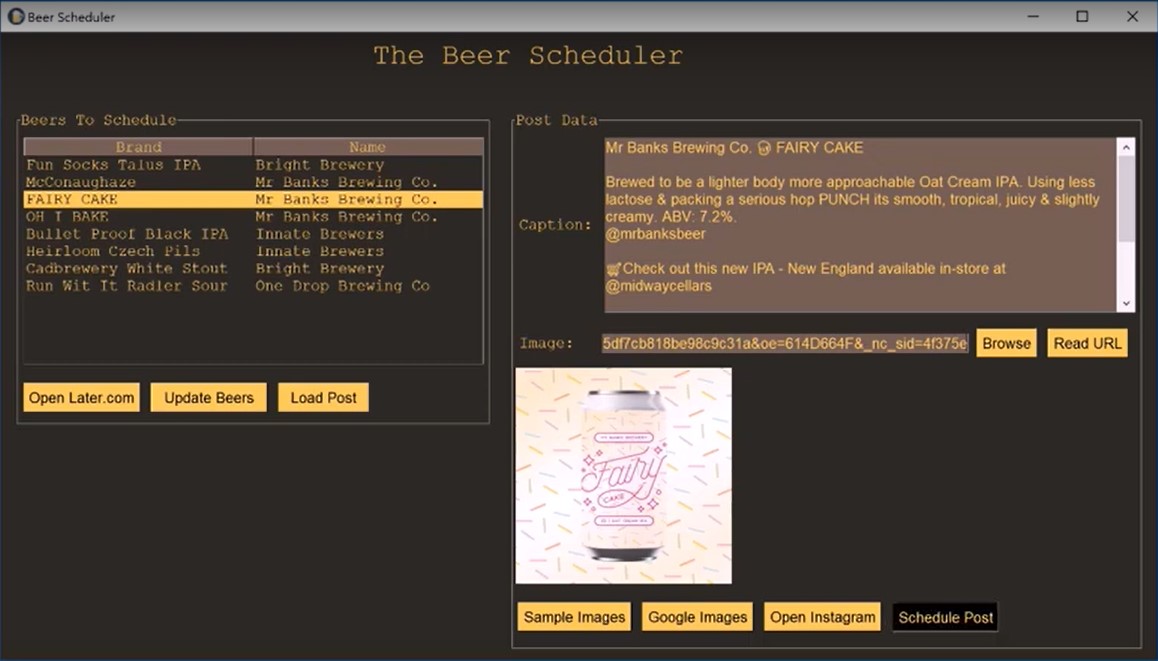 Beer Scheduler
The Beer Scheduler
Beers To Schedule
Brand Name
Fun Socks Talus IPA Bright Brewery
McConaughaze Mr Banks Brewing Co.
FAIRY CAKE Mr Banks Brewing Co.
OH I BAKE Mr Banks Brewing Co.
Bullet Proof Black IPA Innate Brewers
Heirloom Czech Pils Innate Brewers
Cadbrewery White Stout Bright Brewery
Run Wit It Radler Sour One Drop Brewing Co
Open Later.com Update Beers Load Post
Post Data
Caption:
Mr Banks Brewing Co. 🍺 FAIRY CAKE
Brewed to be a lighter body more approachable Oat Cream IPA. Using less
lactose & packing a serious hop PUNCH its smooth, tropical, juicy & slightly
creamy. ABV: 7.2%.
@mrbanksbeer
🛒Check out this new IPA - New England available in-store at
@midwaycellars
Image: 5df7cb818be98c9c31a&oe=614D664F&_nc_sid=4f375e Browse Read URL
Fairy
CAKE
Sample Images Google Images Open Instagram Schedule Post